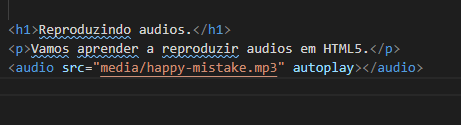 <h1>Reproduzindo audios.</h1>
<p>Vamos aprender a reproduzir audios em HTML5.</p>
<audio src="media/happy-mistake.mp3" autoplay></audio>